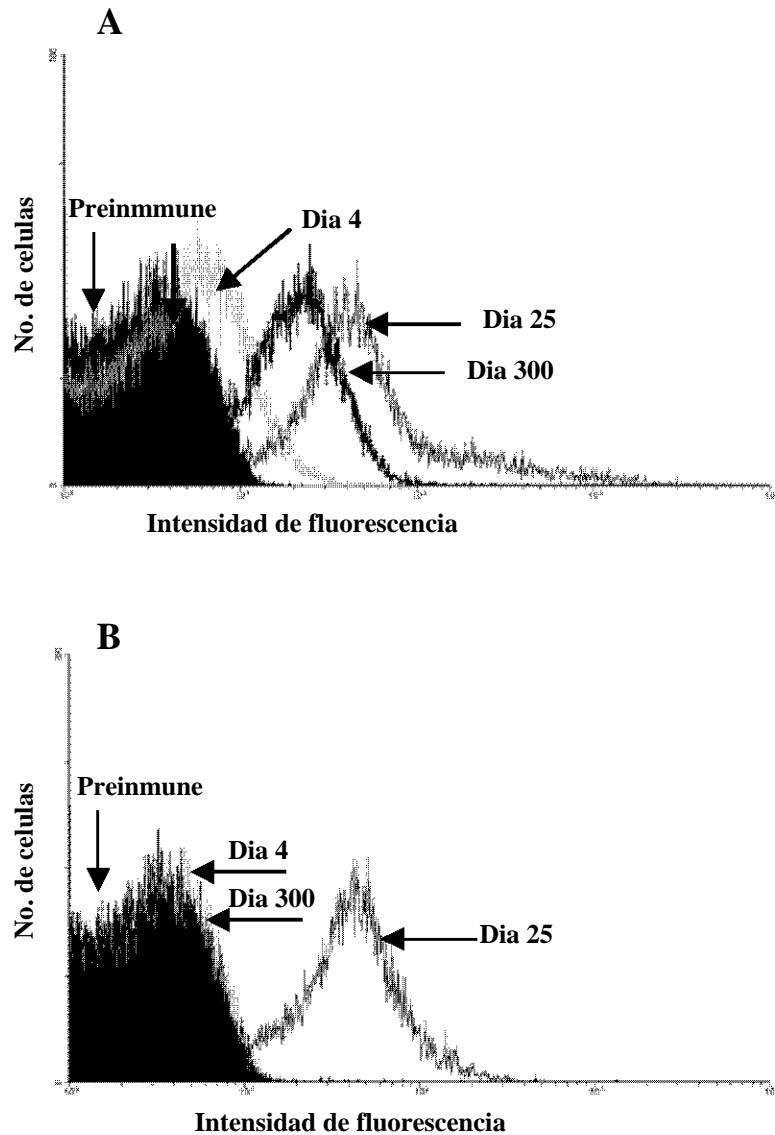 A
Preinmmune
Dia 4
Dia 25
Dia 300
No. de celulas
Intensidad de fluorescencia
B
Preinmune
Dia 4
Dia 300
Dia 25
No. de celulas
Intensidad de fluorescencia